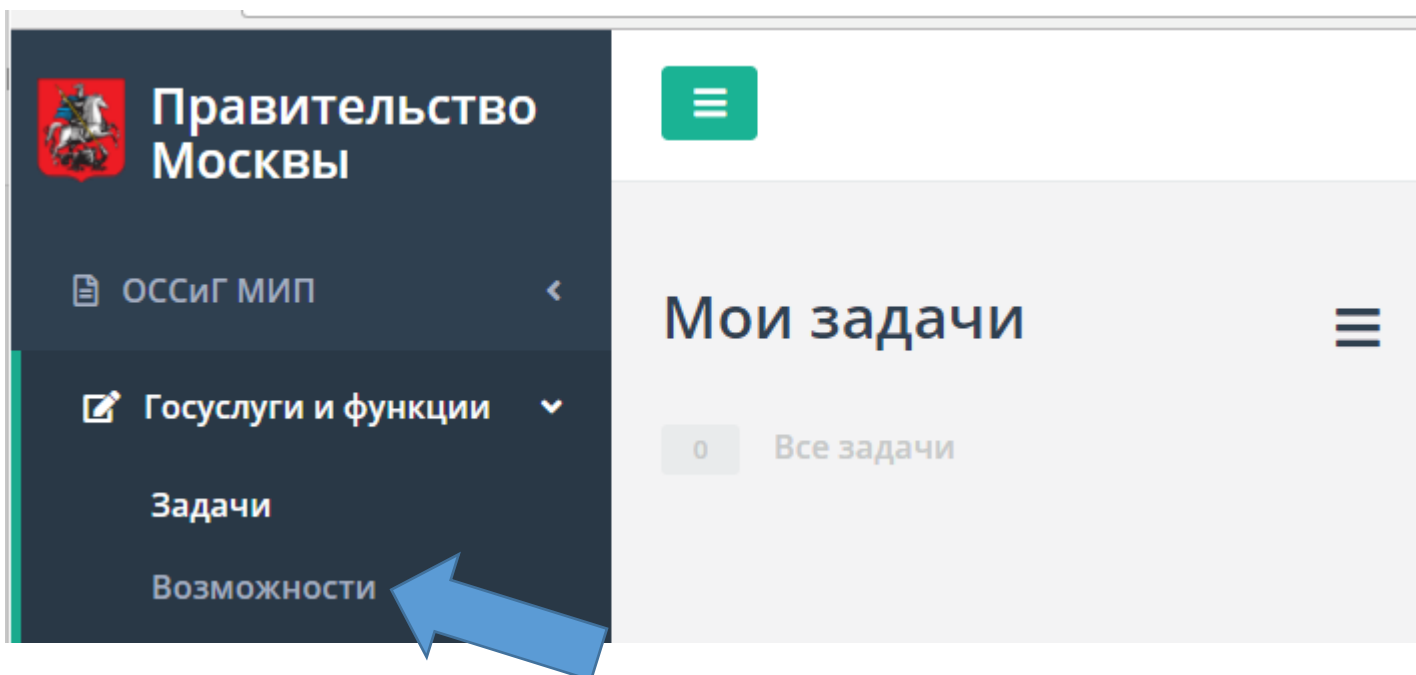 Правительство
Москвы
ОССиГ МИП
Госуслуги и функции
Задачи
Возможности
Мои задачи
0 Все задачи